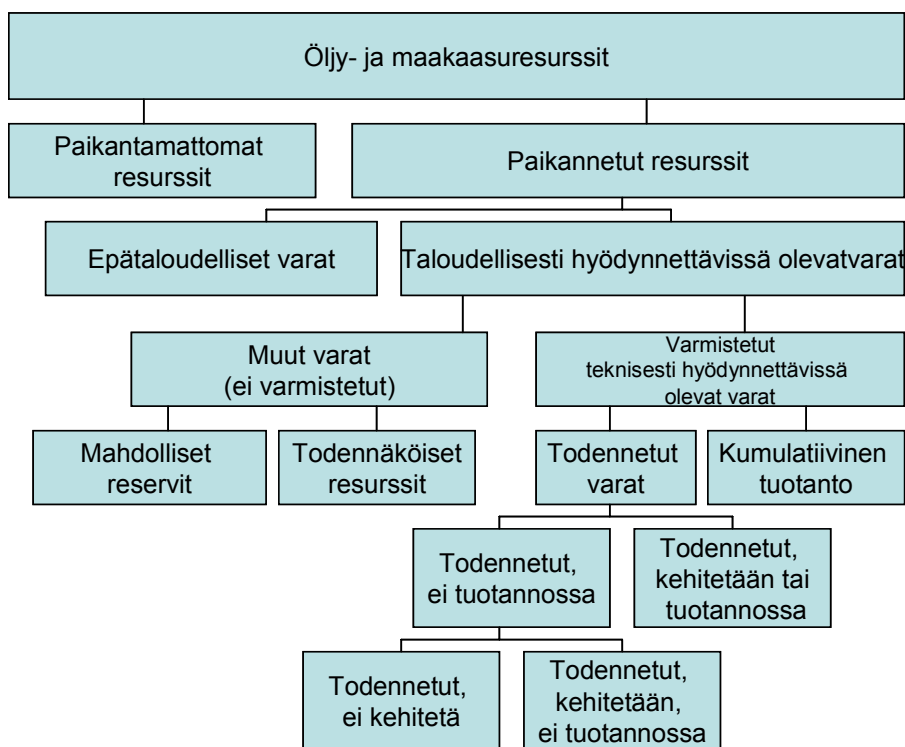 Öljy- ja maakaasuresurssit
Paikantamattomat
resurssit
Paikannetut resurssit
Epätaloudelliset varat
Taloudellisesti hyödynnettävissä olevatvarat
Muut varat
(ei varmistetut)
Varmistetut
teknisesti hyödynnettävissä
olevat varat
Mahdolliset
reservit
Todennäköiset
resurssit
Todennetut
varat
Kumulatiivinen
tuotanto
Todennetut,
ei tuotannossa
Todennetut,
kehitetään tai
tuotannossa
Todennetut,
ei kehitetä
Todennetut,
kehitetään,
ei tuotannossa